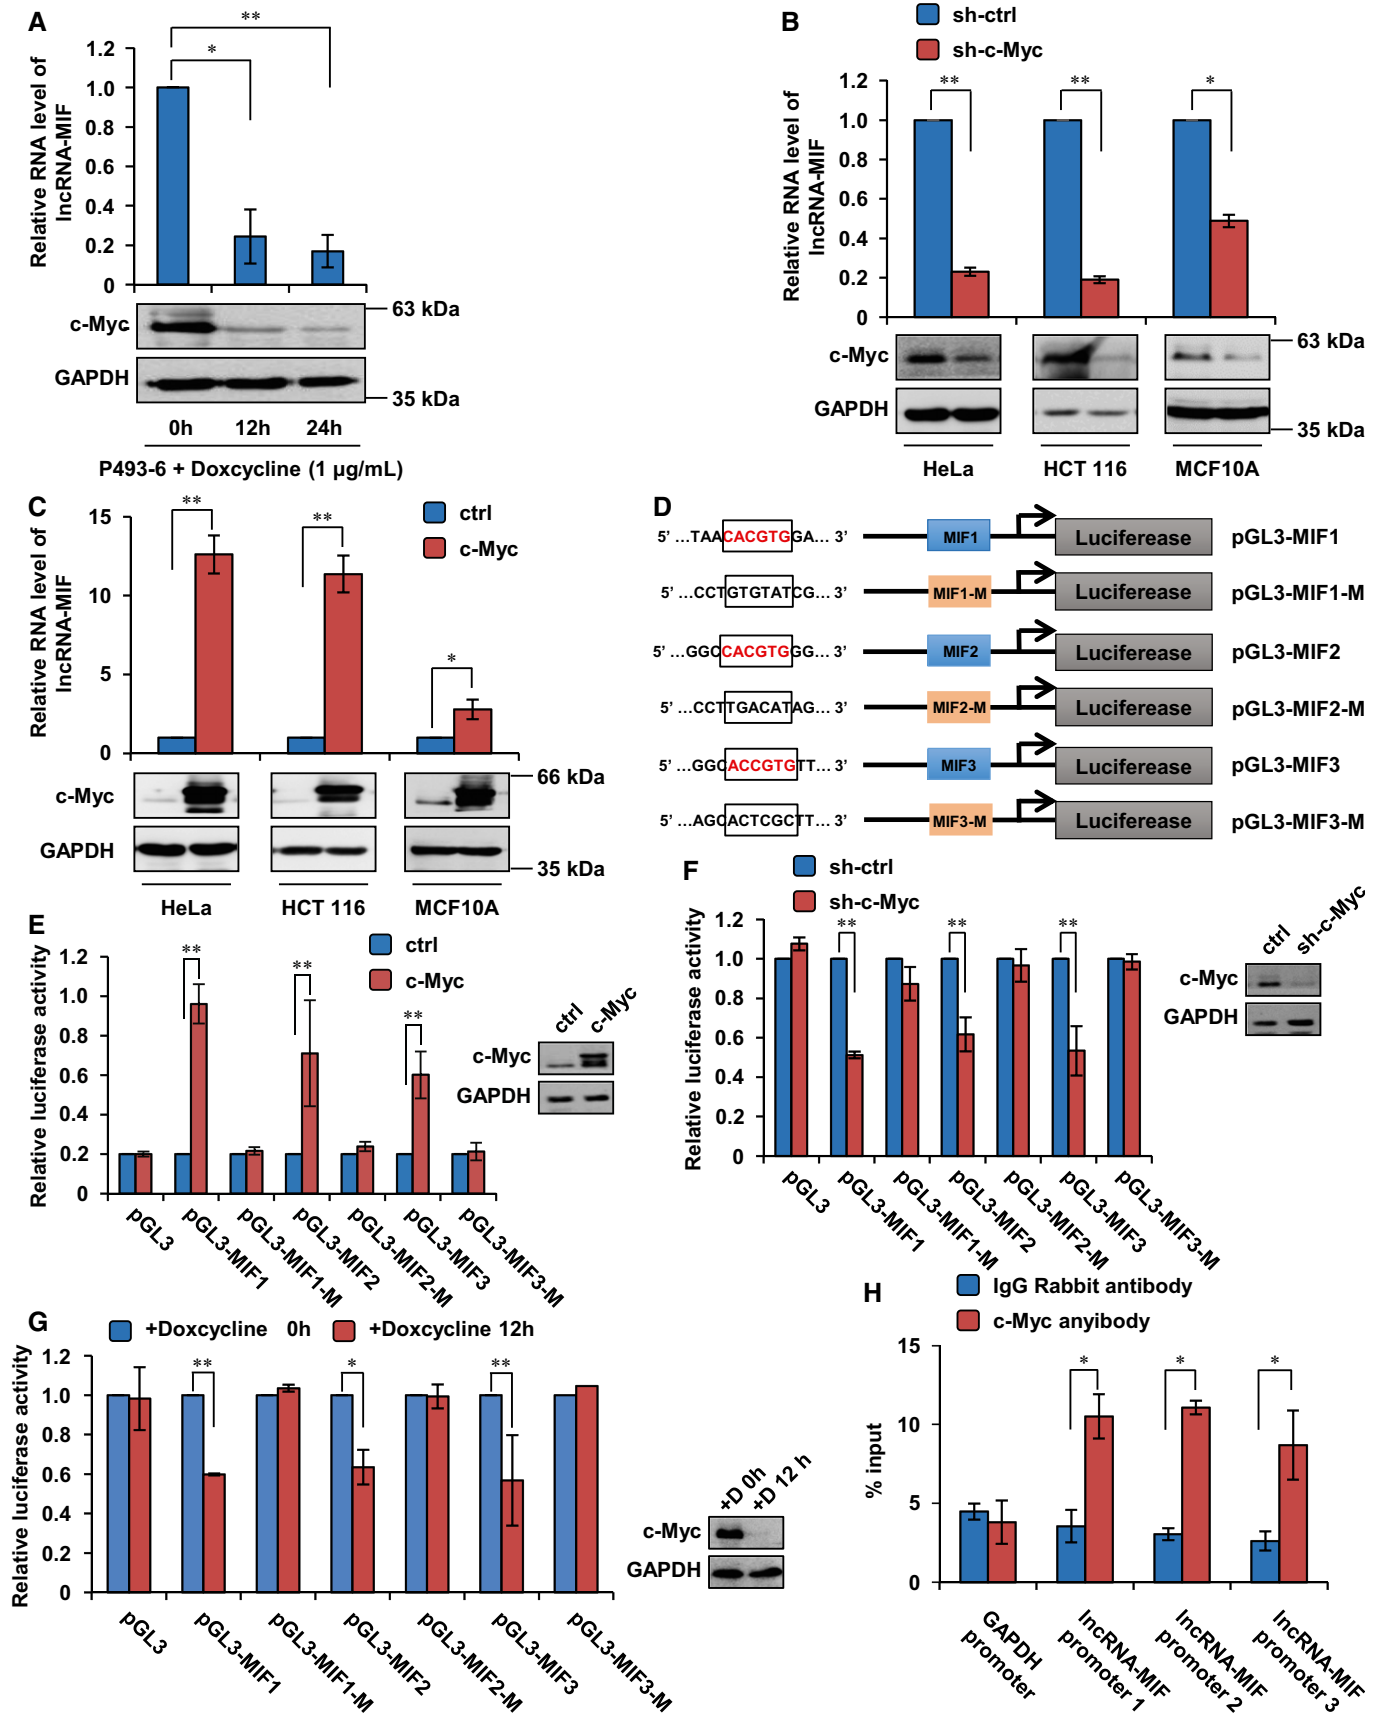 A
**
*
Relative RNA level of
lncRNA-MIF
1.2
1.0
0.8
0.6
0.4
0.2
0
c-Myc
63 kDa
GAPDH
35 kDa
0h 12h 24h
P493-6 + Doxcycline (1 µg/mL)
B
sh-ctrl
sh-c-Myc
** ** *
Relative RNA level of
lncRNA-MIF
1.2
1.0
0.8
0.6
0.4
0.2
0
c-Myc
63 kDa
GAPDH
35 kDa
HeLa HCT 116 MCF10A
C
ctrl
c-Myc
** ** *
Relative RNA level of
lncRNA-MIF
15
10
5
0
c-Myc
66 kDa
GAPDH
35 kDa
HeLa HCT 116 MCF10A
D
5’ ...TAACACGTGGA... 3’ MIF1 Luciferease pGL3-MIF1
5’ ...CCTGTGTATCG... 3’ MIF1-M Luciferease pGL3-MIF1-M
5’ ...GGCCACGTGGG... 3’ MIF2 Luciferease pGL3-MIF2
5’ ...CCTTGACATAG... 3’ MIF2-M Luciferease pGL3-MIF2-M
5’ ...GGCACCGTGTT... 3’ MIF3 Luciferease pGL3-MIF3
5’ ...AGCACTCGCTT... 3’ MIF3-M Luciferease pGL3-MIF3-M
E
ctrl
c-Myc
** ** **
Relative luciferase activity
1.2
1.0
0.8
0.6
0.4
0.2
0
pGL3
pGL3-MIF1
pGL3-MIF1-M
pGL3-MIF2
pGL3-MIF2-M
pGL3-MIF3
pGL3-MIF3-M
ctrl c-Myc
c-Myc
GAPDH
F
sh-ctrl
sh-c-Myc
** ** **
Relative luciferase activity
1.2
1.0
0.8
0.6
0.4
0.2
0
pGL3
pGL3-MIF1
pGL3-MIF1-M
pGL3-MIF2
pGL3-MIF2-M
pGL3-MIF3
pGL3-MIF3-M
ctrl sh-c-Myc
c-Myc
GAPDH
G
+Doxcycline 0h +Doxcycline 12h
** * **
Relative luciferase activity
1.2
1.0
0.8
0.6
0.4
0.2
0
pGL3
pGL3-MIF1
pGL3-MIF1-M
pGL3-MIF2
pGL3-MIF2-M
pGL3-MIF3
pGL3-MIF3-M
+D 0h +D 12 h
c-Myc
GAPDH
H
IgG Rabbit antibody
c-Myc anyibody
* * *
% input
15
10
5
0
GAPDH
promoter
lncRNA-MIF
promoter 1
lncRNA-MIF
promoter 2
lncRNA-MIF
promoter 3